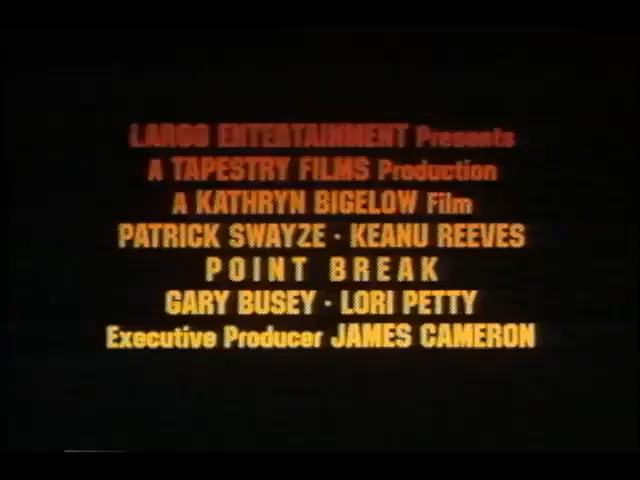 LARGO ENTERTAINMENT Presents
A TAPESTRY FILMS Production
A KATHRYN BIGELOW Film
PATRICK SWAYZE · KEANU REEVES
POINT BREAK
GARY BUSEY · LORI PETTY
Executive Producer JAMES CAMERON